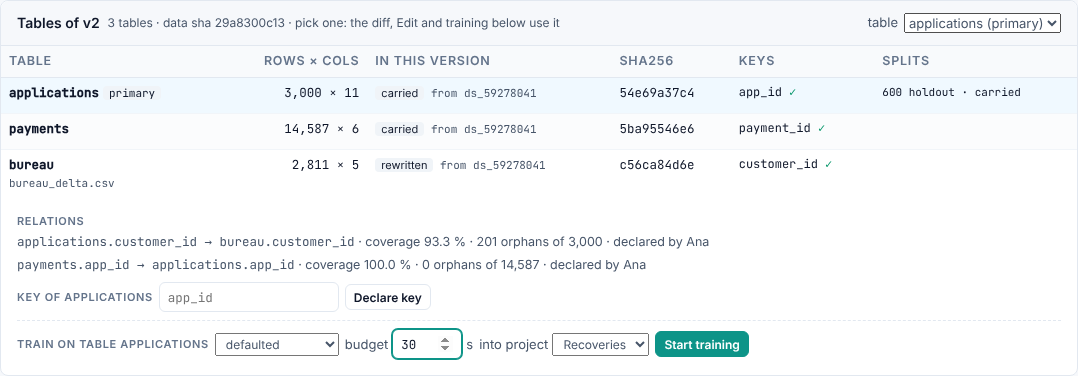 Tables of v2 3 tables · data sha 29a8300c13 · pick one: the diff, Edit and training below use it table applications (primary)
TABLE ROWS × COLS IN THIS VERSION SHA256 KEYS SPLITS
applications primary 3,000 × 11 carried from ds_59278041 54e69a37c4 app_id ✓ 600 holdout · carried
payments 14,587 × 6 carried from ds_59278041 5ba95546e6 payment_id ✓
bureau 2,811 × 5 rewritten from ds_59278041 c56ca84d6e customer_id ✓
bureau_delta.csv
RELATIONS
applications.customer_id → bureau.customer_id · coverage 93.3 % · 201 orphans of 3,000 · declared by Ana
payments.app_id → applications.app_id · coverage 100.0 % · 0 orphans of 14,587 · declared by Ana
KEY OF APPLICATIONS app_id Declare key
TRAIN ON TABLE APPLICATIONS defaulted budget 30 s into project Recoveries Start training